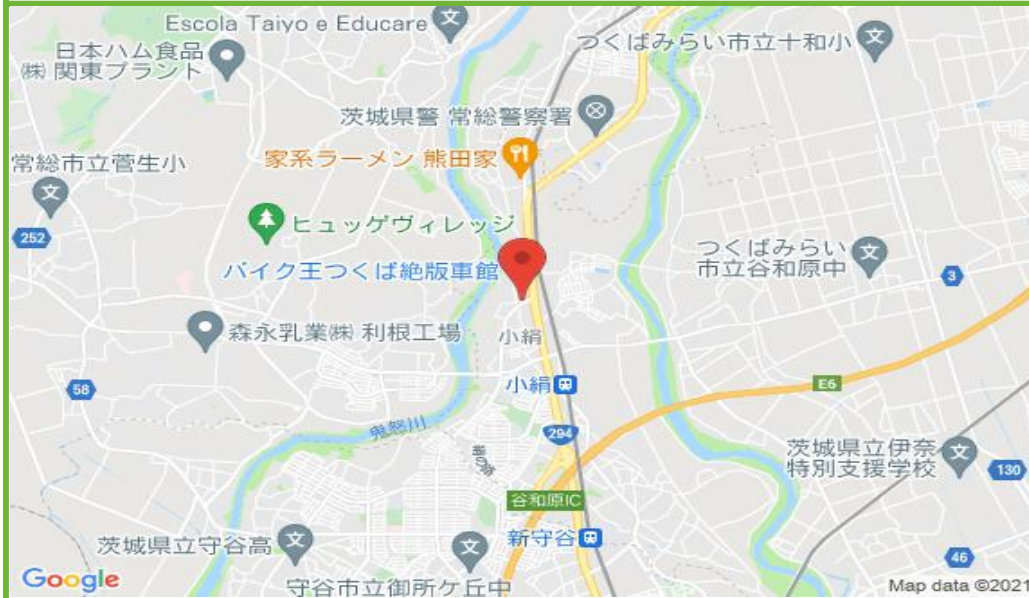 Escola Taiyo e Educare
つくばみらい市立十和小
日本ハム食品
㈱ 関東プラント
茨城県警 常総警察署
家系ラーメン 熊田家
常総市立菅生小
252
ヒュッゲヴィレッジ
つくばみらい
市立谷和原中
バイク王つくば絶版車館
3
森永乳業㈱ 利根工場
小絹
58
小絹
E6
鬼怒川
294
茨城県立伊奈
特別支援学校
130
谷和原IC
新守谷
茨城県立守谷高
46
守谷市立御所ケ丘中
Google
Map data ©2021